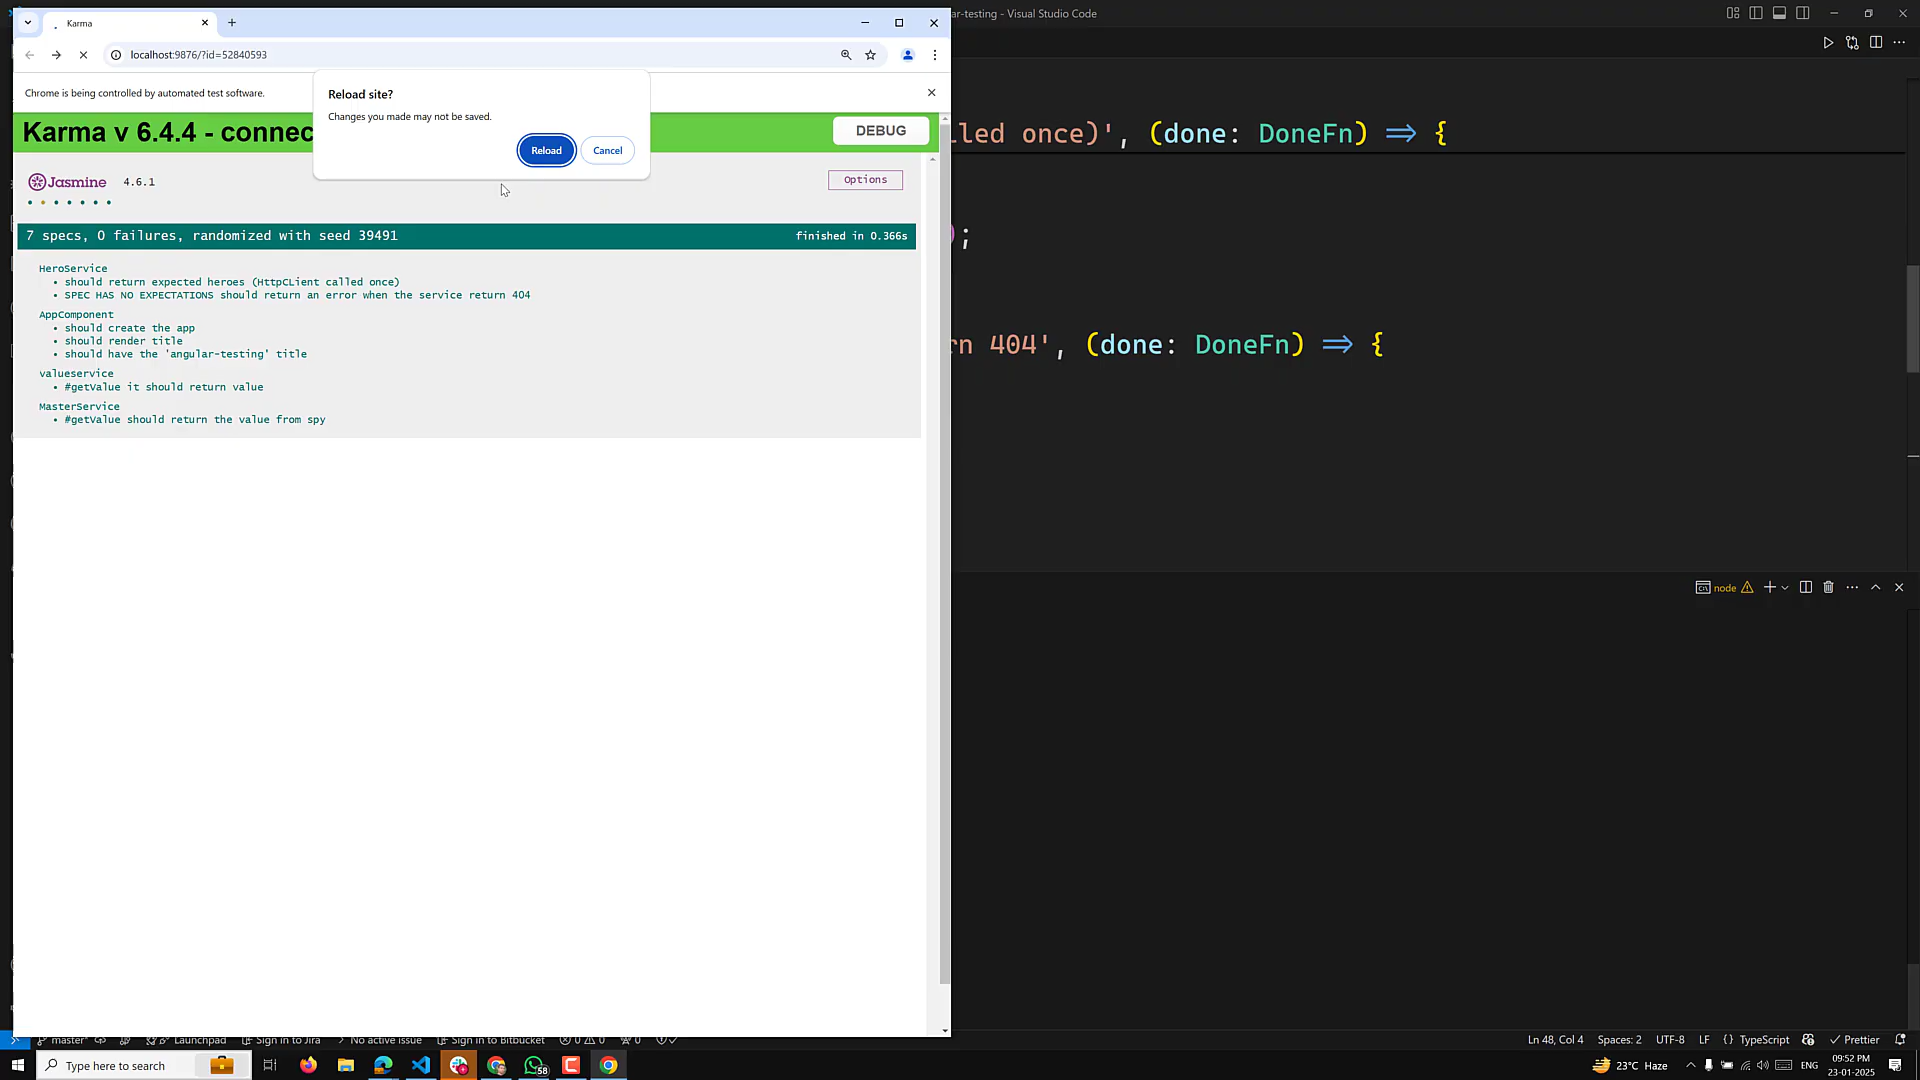 Karma
ar-testing - Visual Studio Code
localhost:9876/?id=52840593
Chrome is being controlled by automated test software.
Reload site?
Changes you made may not be saved.
Reload
Cancel
Karma v 6.4.4 - connec
DEBUG
Jasmine
4.6.1
Options
7 specs, 0 failures, randomized with seed 39491
finished in 0.366s
HeroService
• should return expected heroes (HttpCLient called once)
• SPEC HAS NO EXPECTATIONS should return an error when the service return 404
AppComponent
• should create the app
• should render title
• should have the 'angular-testing' title
valueservice
• #getValue it should return value
MasterService
• #getValue should return the value from spy
led once)', (done: DoneFn) => {
);
rn 404', (done: DoneFn) => {
node
master*
Launchpad
Sign in to Jira
No active issue
Sign in to Bitbucket
0
0
0
Ln 48, Col 4
Spaces: 2
UTF-8
LF
{} TypeScript
Prettier
Type here to search
58
23°C Haze
ENG
09:52 PM
23-01-2025